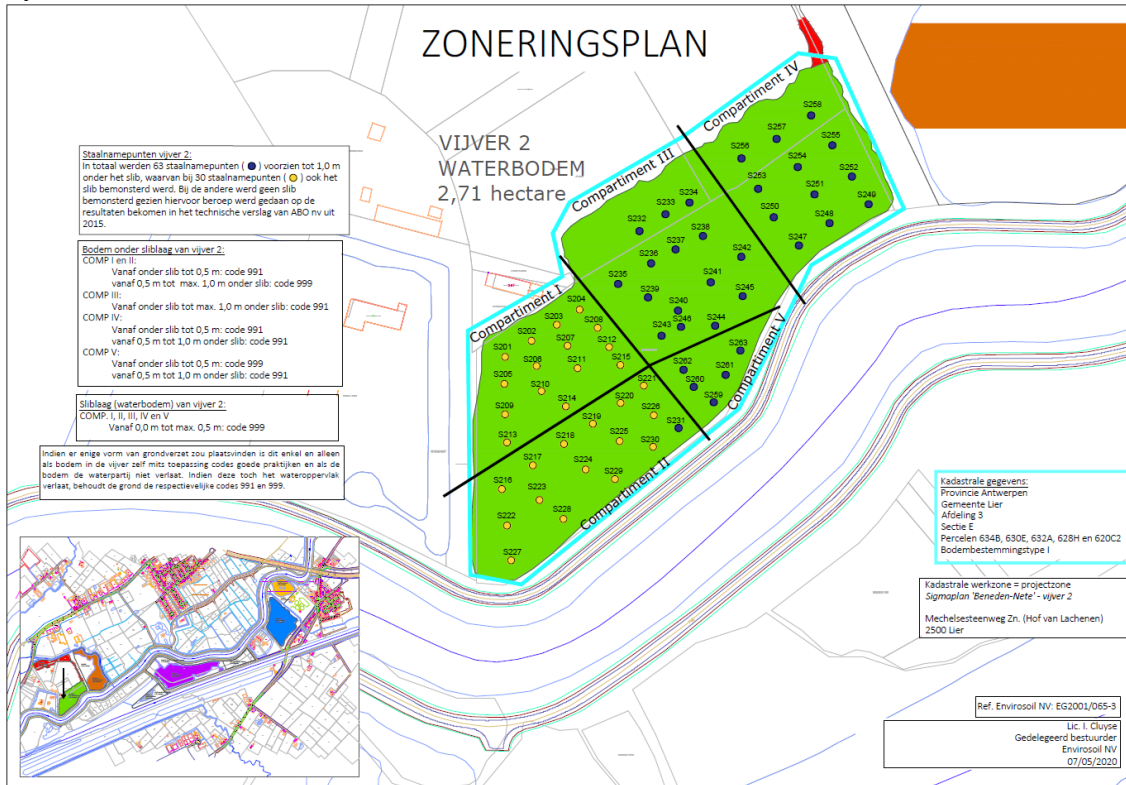 ZONERINGSPLAN
Staalnamepunten vijver 2:
In totaal werden 63 staalnamepunten ( ) voorzien tot 1,0 m
onder het slib, waarvan bij 30 staalnamepunten ( ) ook het
slib bemonsterd werd. Bij de andere werd geen slib
bemonsterd gezien hiervoor beroep werd gedaan op de
resultaten bekomen in het technische verslag van ABO nv uit
2015.
Bodem onder sliblaag van vijver 2:
COMP I en II:
Vanaf onder slib tot 0,5 m: code 991
vanaf 0,5 m tot max. 1,0 m onder slib: code 999
COMP III:
Vanaf onder slib tot max. 1,0 m onder slib: code 991
COMP IV:
Vanaf onder slib tot 0,5 m: code 991
vanaf 0,5 m tot 1,0 m onder slib: code 991
COMP V:
Vanaf onder slib tot 0,5 m: code 999
vanaf 0,5 m tot 1,0 m onder slib: code 991
Sliblaag (waterbodem) van vijver 2:
COMP. I, II, III, IV en V
Vanaf 0,0 m tot max. 0,5 m: code 999
Indien er enige vorm van grondverzet zou plaatsvinden is dit enkel en alleen
als bodem in de vijver zelf mits toepassing codes goede praktijken en als de
bodem de waterpartij niet verlaat. Indien deze toch het wateroppervlak
verlaat, behoudt de grond de respectievelijke codes 991 en 999.
VIJVER 2
WATERBODEM
2,71 hectare
Compartiment I
Compartiment II
Compartiment III
Compartiment IV
Compartiment V
S258
S257
S255
S256
S254
S252
S253
S251
S249
S250
S248
S247
S234
S233
S232
S238
S237
S242
S236
S235
S241
S239
S245
S240
S246
S244
S243
S204
S203
S208
S202
S207
S212
S201
S206
S211
S215
S205
S210
S214
S209
S213
S263
S262
S261
S260
S259
S221
S220
S226
S219
S231
S218
S225
S230
S217
S224
S229
S216
S223
S228
S222
S227
Kadastrale gegevens:
Provincie Antwerpen
Gemeente Lier
Afdeling 3
Sectie E
Percelen 634B, 630E, 632A, 628H en 620C2
Bodembestemmingstype I
Kadastrale werkzone = projectzone
Sigmaplan 'Beneden-Nete' - vijver 2
Mechelsesteenweg Zn. (Hof van Lachenen)
2500 Lier
Ref. Envirosoil NV: EG2001/065-3
Lic. I. Cluyse
Gedelegeerd bestuurder
Envirosoil NV
07/05/2020